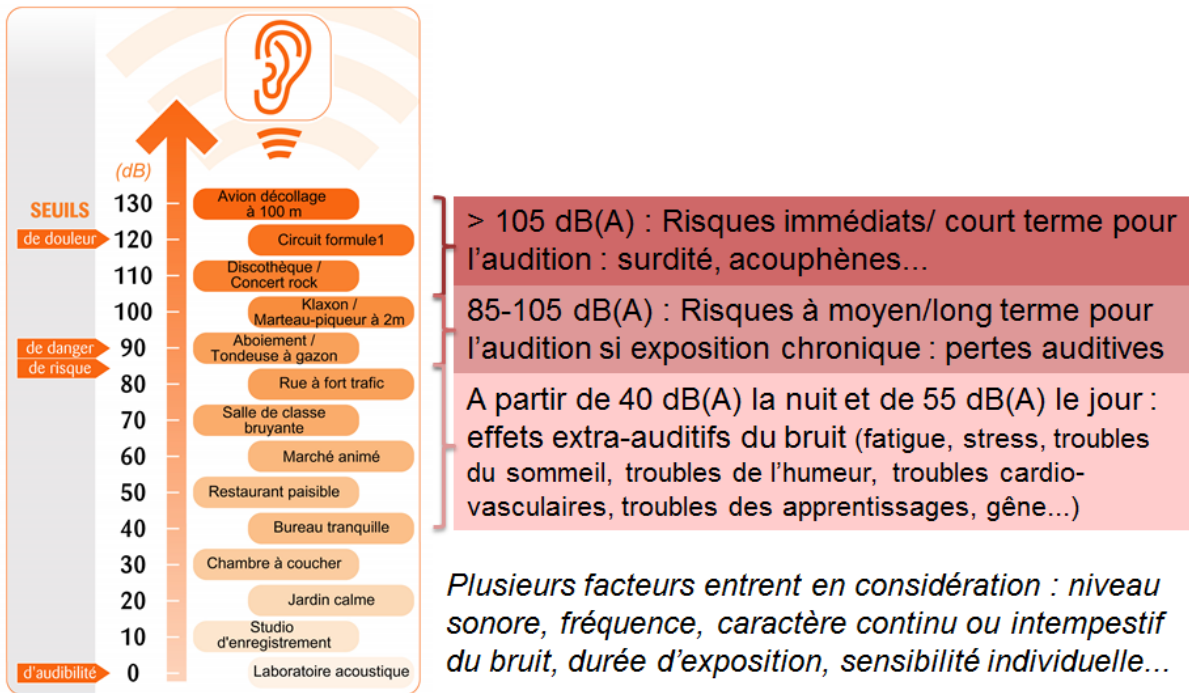 (dB)
SEUILS
130
Avion décollage
à 100 m
de douleur
120
Circuit formule1
110
Discothèque /
Concert rock
100
Klaxon /
Marteau-piqueur à 2m
de danger
90
Aboiement /
Tondeuse à gazon
de risque
80
Rue à fort trafic
70
Salle de classe
bruyante
60
Marché animé
50
Restaurant paisible
40
Bureau tranquille
30
Chambre à coucher
20
Jardin calme
10
Studio
d'enregistrement
d'audibilité
0
Laboratoire acoustique
> 105 dB(A) : Risques immédiats/ court terme pour
l’audition : surdité, acouphènes...
85-105 dB(A) : Risques à moyen/long terme pour
l’audition si exposition chronique : pertes auditives
A partir de 40 dB(A) la nuit et de 55 dB(A) le jour :
effets extra-auditifs du bruit (fatigue, stress, troubles
du sommeil, troubles de l’humeur, troubles cardio-
vasculaires, troubles des apprentissages, gêne...)
Plusieurs facteurs entrent en considération : niveau
sonore, fréquence, caractère continu ou intempestif
du bruit, durée d’exposition, sensibilité individuelle...